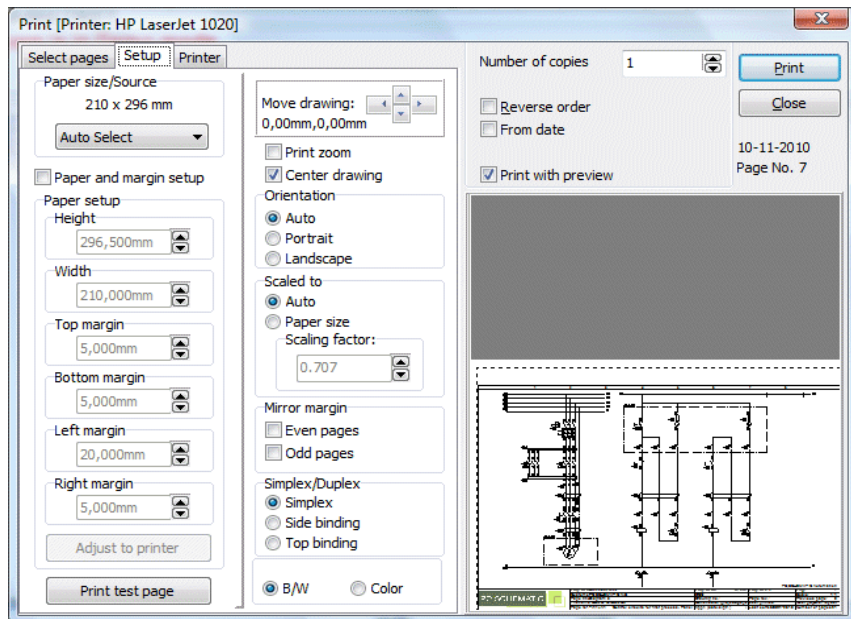 Print [Printer: HP LaserJet 1020]
Select pages Setup Printer
Paper size/Source
210 x 296 mm
Auto Select
Paper and margin setup
Paper setup
Height
296,500mm
Width
210,000mm
Top margin
5,000mm
Bottom margin
5,000mm
Left margin
20,000mm
Right margin
5,000mm
Adjust to printer
Print test page
Move drawing:
0,00mm,0,00mm
Print zoom
Center drawing
Orientation
Auto
Portrait
Landscape
Scaled to
Auto
Paper size
Scaling factor:
0.707
Mirror margin
Even pages
Odd pages
Simplex/Duplex
Simplex
Side binding
Top binding
B/W Color
Number of copies 1
Reverse order
From date
Print with preview
Print
Close
10-11-2010
Page No. 7
PC SCHEMATIC